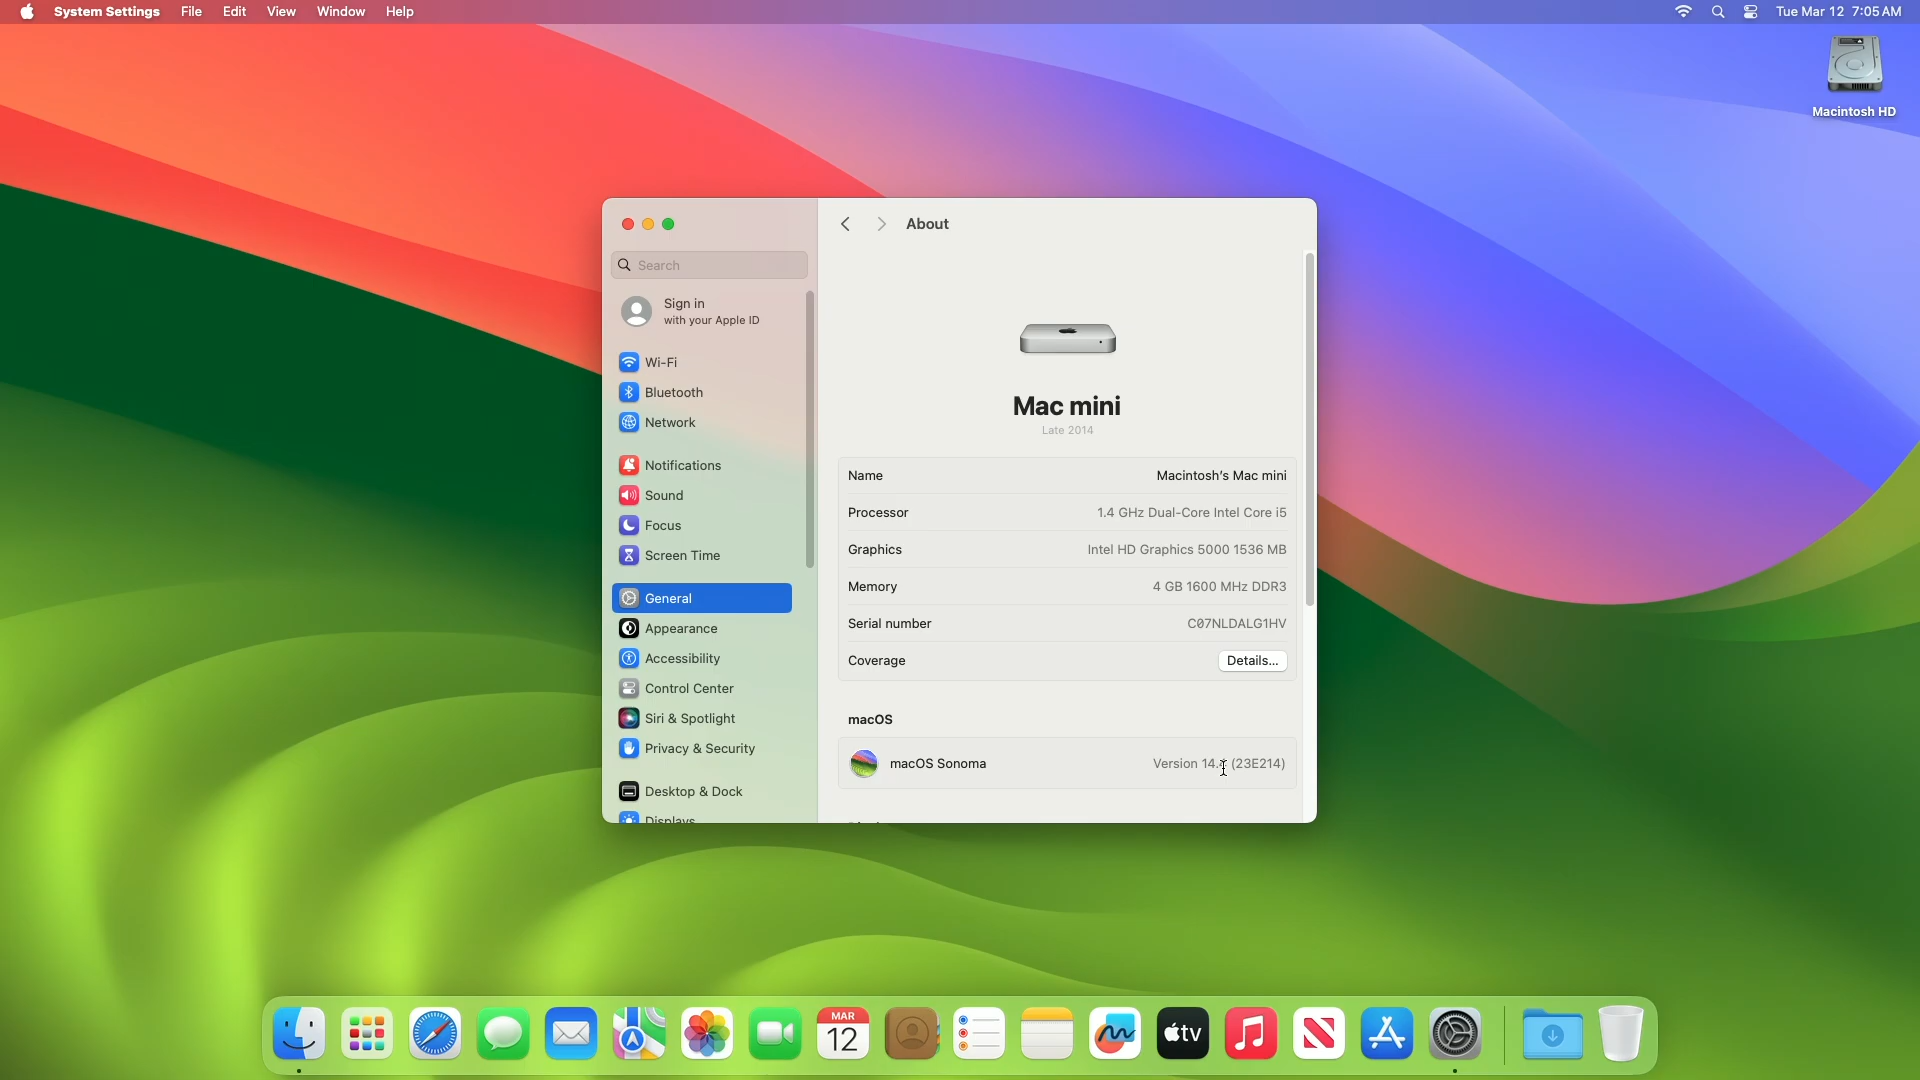 System Settings File Edit View Window Help Tue Mar 12 7:05 AM
Macintosh HD
About
Search
Sign in
with your Apple ID
Wi-Fi
Bluetooth
Network
Notifications
Sound
Focus
Screen Time
General
Appearance
Accessibility
Control Center
Siri & Spotlight
Privacy & Security
Desktop & Dock
Displays
Mac mini
Late 2014
Name Macintosh's Mac mini
Processor 1.4 GHz Dual-Core Intel Core i5
Graphics Intel HD Graphics 5000 1536 MB
Memory 4 GB 1600 MHz DDR3
Serial number C07NLDALG1HV
Coverage Details...
macOS
macOS Sonoma Version (23E214)
MAR
12
tv